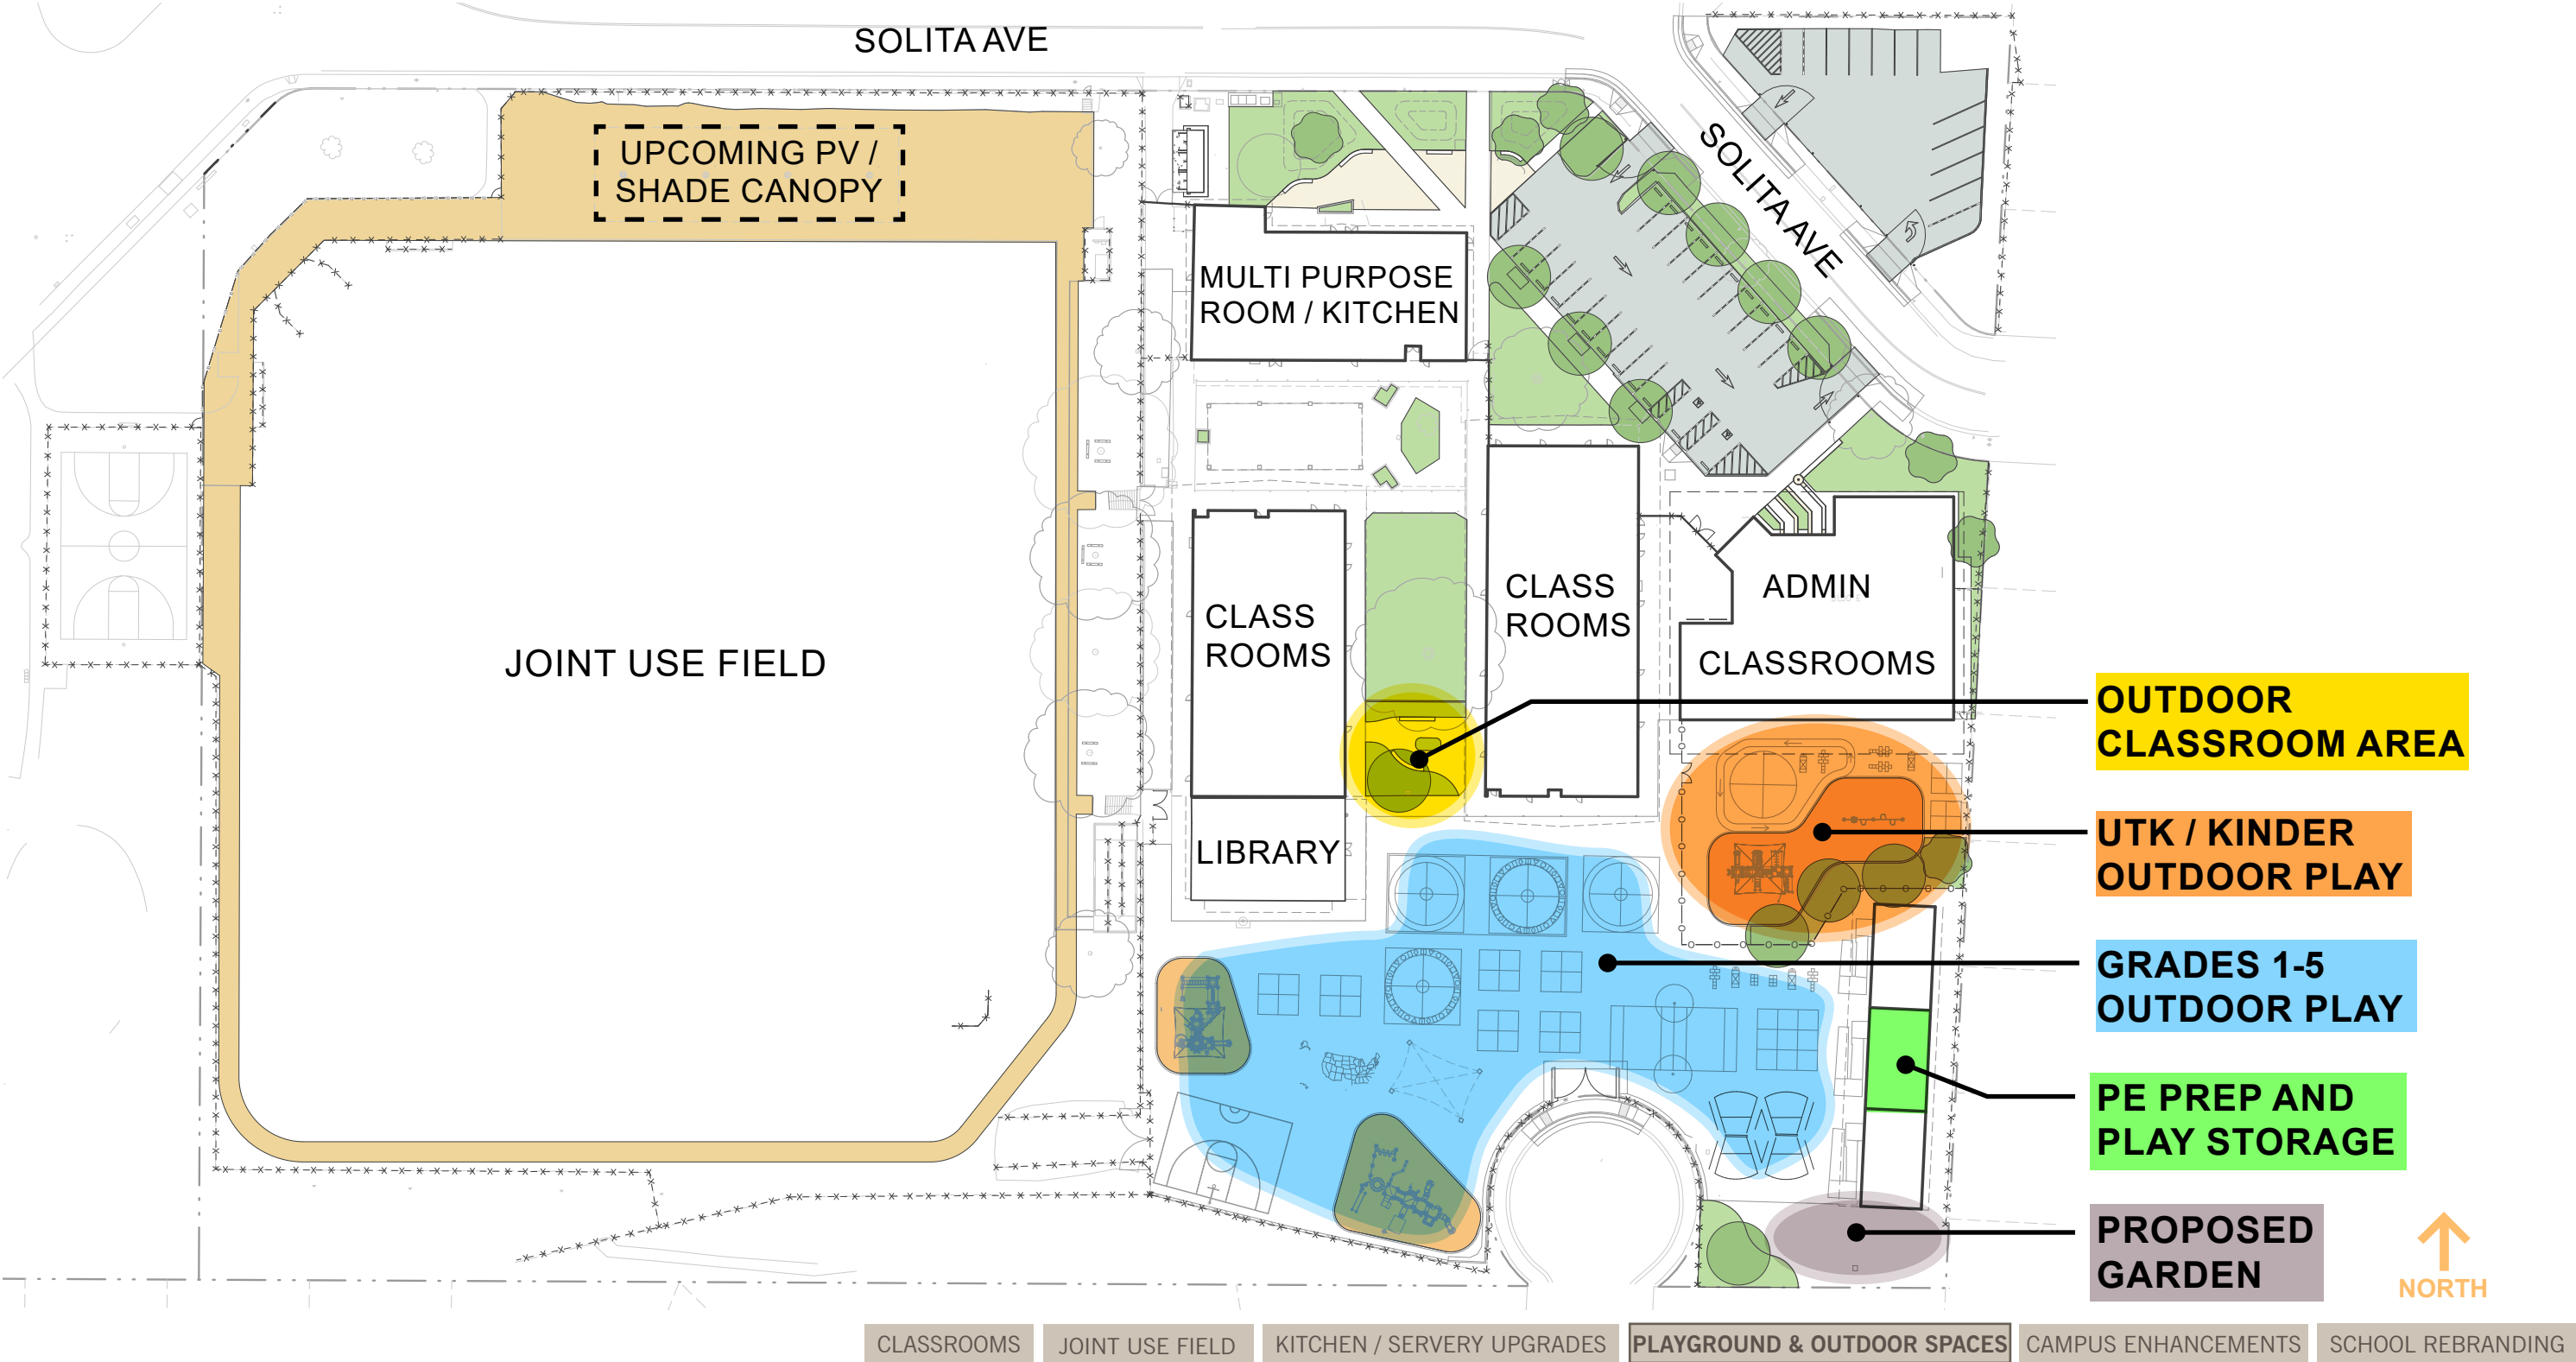 SOLITA AVE
UPCOMING PV /
SHADE CANOPY
SOLITA AVE
MULTI PURPOSE
ROOM / KITCHEN
JOINT USE FIELD
CLASS
ROOMS
CLASS
ROOMS
ADMIN
CLASSROOMS
LIBRARY
OUTDOOR
CLASSROOM AREA
UTK / KINDER
OUTDOOR PLAY
GRADES 1-5
OUTDOOR PLAY
PE PREP AND
PLAY STORAGE
PROPOSED
GARDEN
NORTH
CLASSROOMS
JOINT USE FIELD
KITCHEN / SERVERY UPGRADES
PLAYGROUND & OUTDOOR SPACES
CAMPUS ENHANCEMENTS
SCHOOL REBRANDING